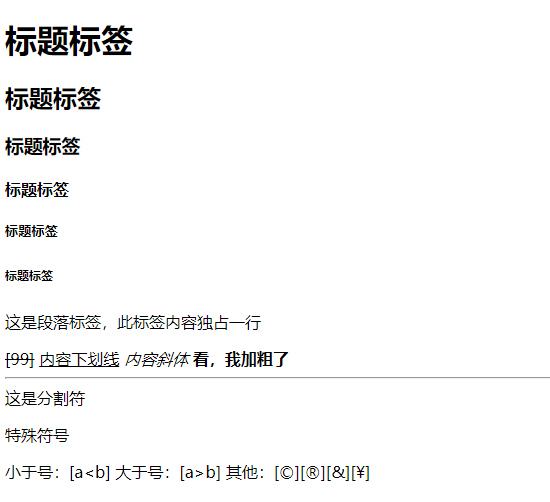 标题标签
标题标签
标题标签
标题标签
标题标签
标题标签
这是段落标签，此标签内容独占一行
[99] 内容下划线 内容斜体 看，我加粗了
这是分割符
特殊符号
小于号：[a<b] 大于号：[a>b] 其他：[©][®][&][¥]